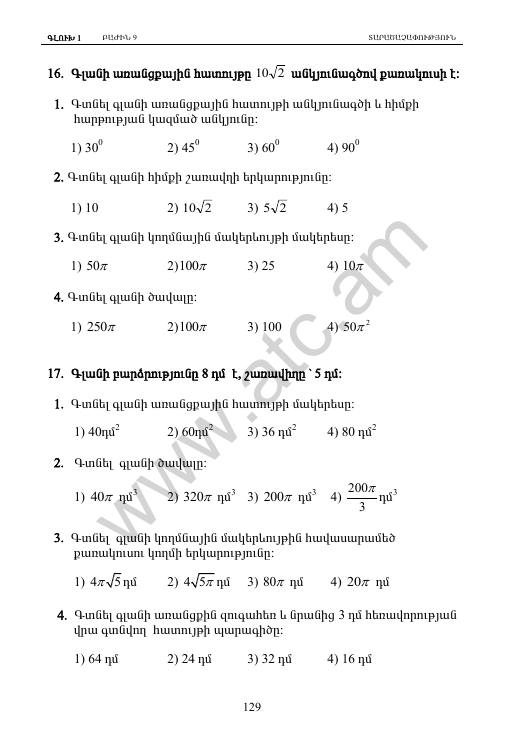 ԳԼՈՒԽ 1 ԲԱԺԻՆ 9 ՏԱՐԱԾԱՉԱՓՈՒԹՅՈՒՆ
16. Գլանի առանցքային հատույթը 10√2 անկյունագծով քառակուսի է:
1. Գտնել գլանի առանցքային հատույթի անկյունագծի և հիմքի
հարթության կազմած անկյունը:
1) 30⁰ 2) 45⁰ 3) 60⁰ 4) 90⁰
2. Գտնել գլանի հիմքի շառավղի երկարությունը:
1) 10 2) 10√2 3) 5√2 4) 5
3. Գտնել գլանի կողմնային մակերևույթի մակերեսը:
1) 50π 2)100π 3) 25 4) 10π
4. Գտնել գլանի ծավալը:
1) 250π 2)100π 3) 100 4) 50π²
17. Գլանի բարձրությունը 8 դմ է, շառավիղը ՝ 5 դմ:
1. Գտնել գլանի առանցքային հատույթի մակերեսը:
1) 40դմ² 2) 60դմ² 3) 36 դմ² 4) 80 դմ²
2. Գտնել գլանի ծավալը:
1) 40π դմ³ 2) 320π դմ³ 3) 200π դմ³ 4) 200π/3 դմ³
3. Գտնել գլանի կողմնային մակերևույթին հավասարամեծ
քառակուսու կողմի երկարությունը:
1) 4π√5 դմ 2) 4√5π դմ 3) 80π դմ 4) 20π դմ
4. Գտնել գլանի առանցքին զուգահեռ և նրանից 3 դմ հեռավորության
վրա գտնվող հատույթի պարագիծը:
1) 64 դմ 2) 24 դմ 3) 32 դմ 4) 16 դմ
129
www.atc.am